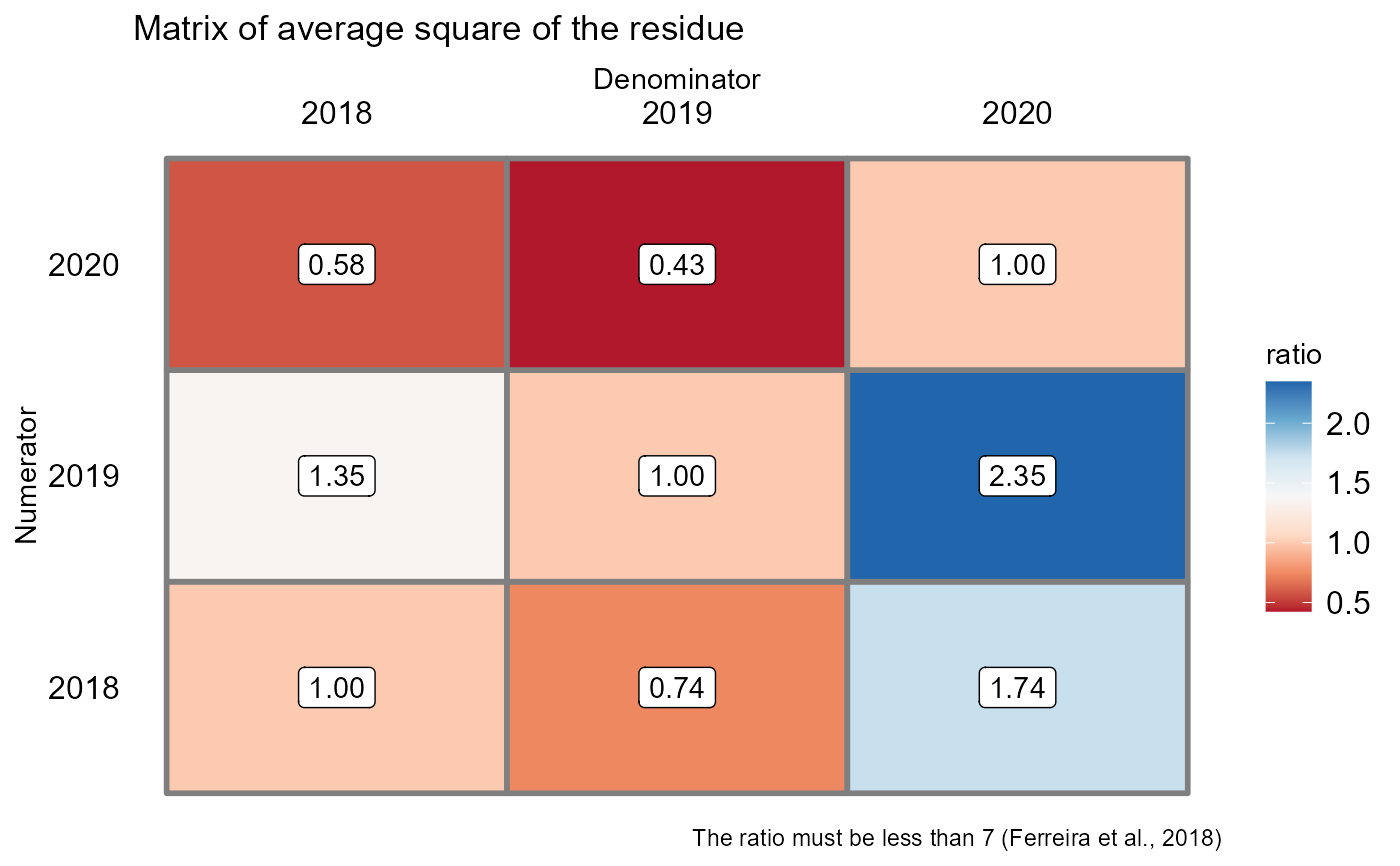 Matrix of average square of the residue
Denominator
2018 2019 2020
2020 0.58 0.43 1.00
Numerator
2019 1.35 1.00 2.35
2018 1.00 0.74 1.74
ratio
2.0
1.5
1.0
0.5
The ratio must be less than 7 (Ferreira et al., 2018)